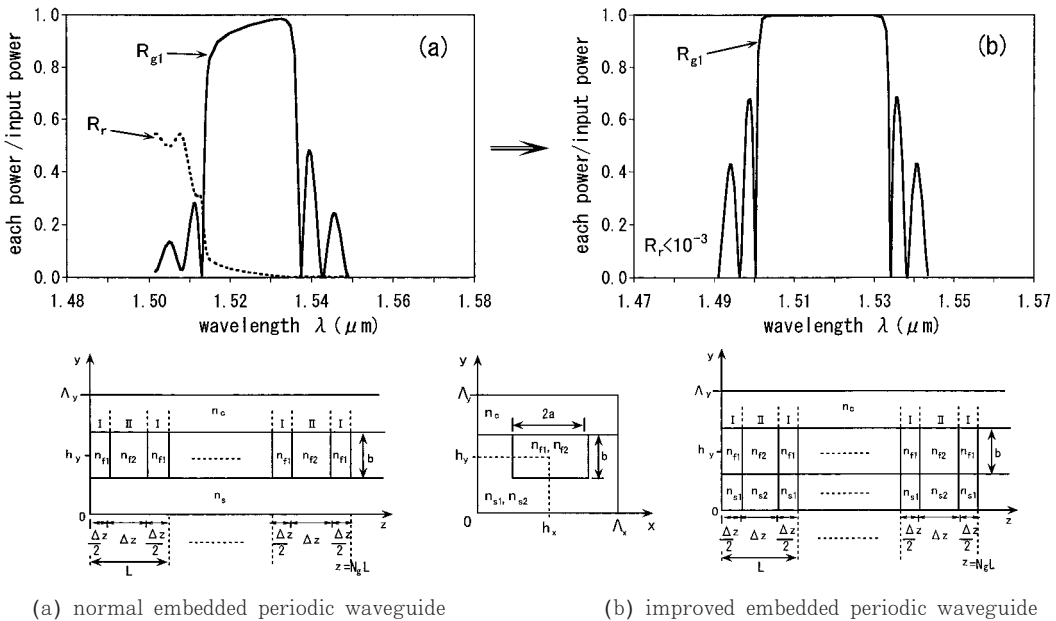 each power/input power
1.0
0.8
0.6
0.4
0.2
0.0
R_g1
R_r
(a)
1.48
1.50
1.52
1.54
1.56
1.58
wavelength λ (μm)
each power/input power
1.0
0.8
0.6
0.4
0.2
0.0
R_g1
(b)
R_r<10^-3
1.47
1.49
1.51
1.53
1.55
1.57
wavelength λ (μm)
y
Λ_y
n_c
I II I I II I
h_y
n_f1 n_f2 n_f1 ........ n_f1 n_f2 n_f1
b
n_s
0
z
Δz/2 Δz Δz/2 ........ Δz/2 Δz Δz/2
L
z=N_gL
y
Λ_y
n_c
2a
n_f1, n_f2
b
h_y
n_s1, n_s2
0
h_x
Λ_x
x
y
Λ_y
n_c
I II I I II I
h_y
n_f1 n_f2 n_f1 ........ n_f1 n_f2 n_f1
b
n_s1 n_s2 n_s1 ........ n_s1 n_s2 n_s1
0
z
Δz/2 Δz Δz/2 ........ Δz/2 Δz Δz/2
L
z=N_gL
(a) normal embedded periodic waveguide
(b) improved embedded periodic waveguide